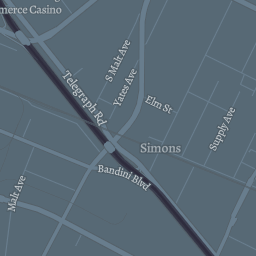 merce Casino
S Malt Ave
Telegraph Rd
Yates Ave
Elm St
Supply Ave
Simons
Bandini Blvd
Malt Ave